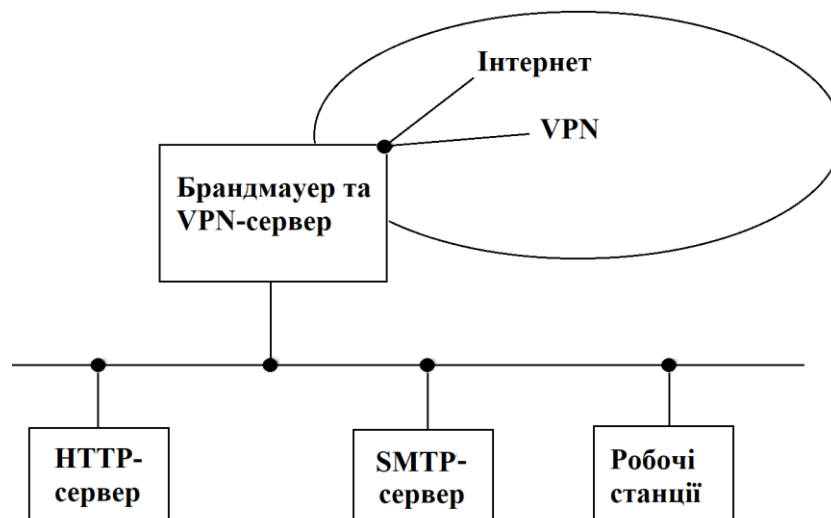 Інтернет
VPN
Брандмауер та
VPN-сервер
HTTP-
сервер
SMTP-
сервер
Робочі
станції